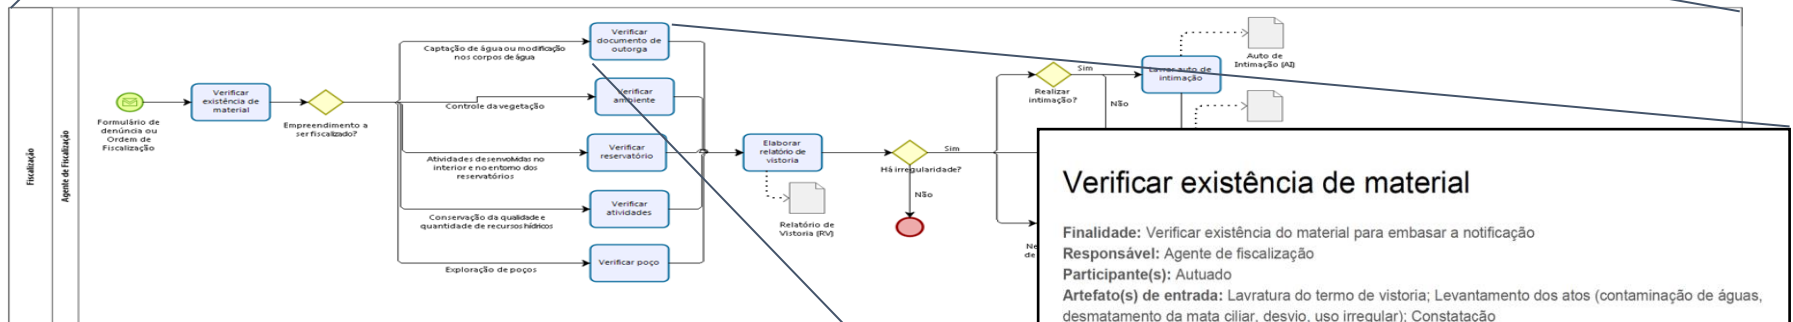 Fiscalização
Agente de Fiscalização
Formulário de
denúncia ou
Ordem de
Fiscalização
Verificar
existência de
material
Empreendimento a
ser fiscalizado?
Captação de água ou modificação
nos corpos de água
Controle da vegetação
Atividades desenvolvidas no
interior e no entorno dos
reservatórios
Conservação da qualidade e
quantidade de recursos hídricos
Exploração de poços
Verificar
documento de
outorga
Verificar
ambiente
Verificar
reservatório
Verificar
atividades
Verificar poço
Elaborar
relatório de
vistoria
Relatório de
Vistoria (RV)
Há irregularidade?
Sim
Não
Realizar
intimação?
Sim
Não
Lavrar auto de
intimação
Auto de
Intimação (AI)
Ne
de
Verificar existência de material
Finalidade: Verificar existência do material para embasar a notificação
Responsável: Agente de fiscalização
Participante(s): Autuado
Artefato(s) de entrada: Lavratura do termo de vistoria; Levantamento dos atos (contaminação de águas,
desmatamento da mata ciliar, desvio, uso irregular); Constatação